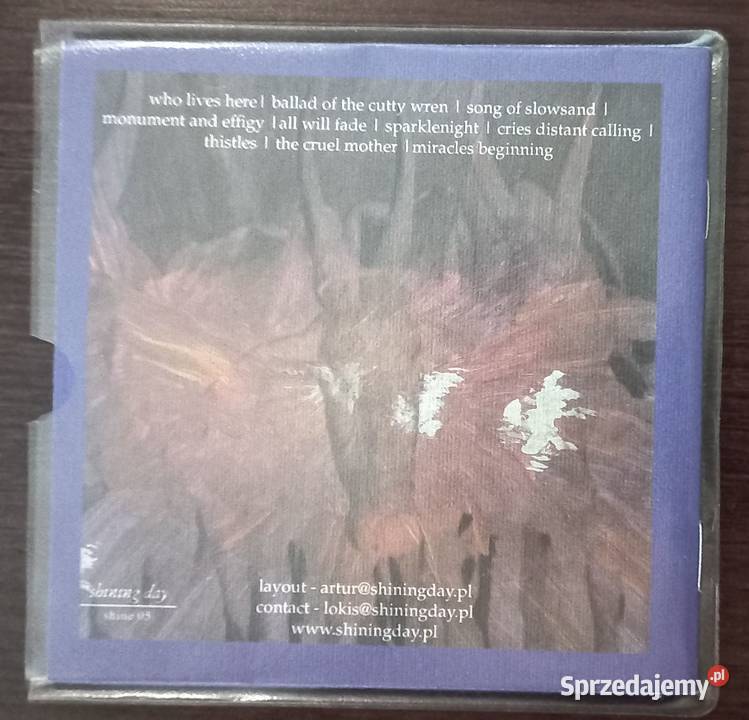 who lives here | ballad of the cutty wren | song of slowsand |
monument and effigy | all will fade | sparklenight | cries distant calling |
thistles | the cruel mother | miracles beginning
shining day
shine 05
layout - artur@shiningday.pl
contact - lokis@shiningday.pl
www.shiningday.pl
Sprzedajemy.pl